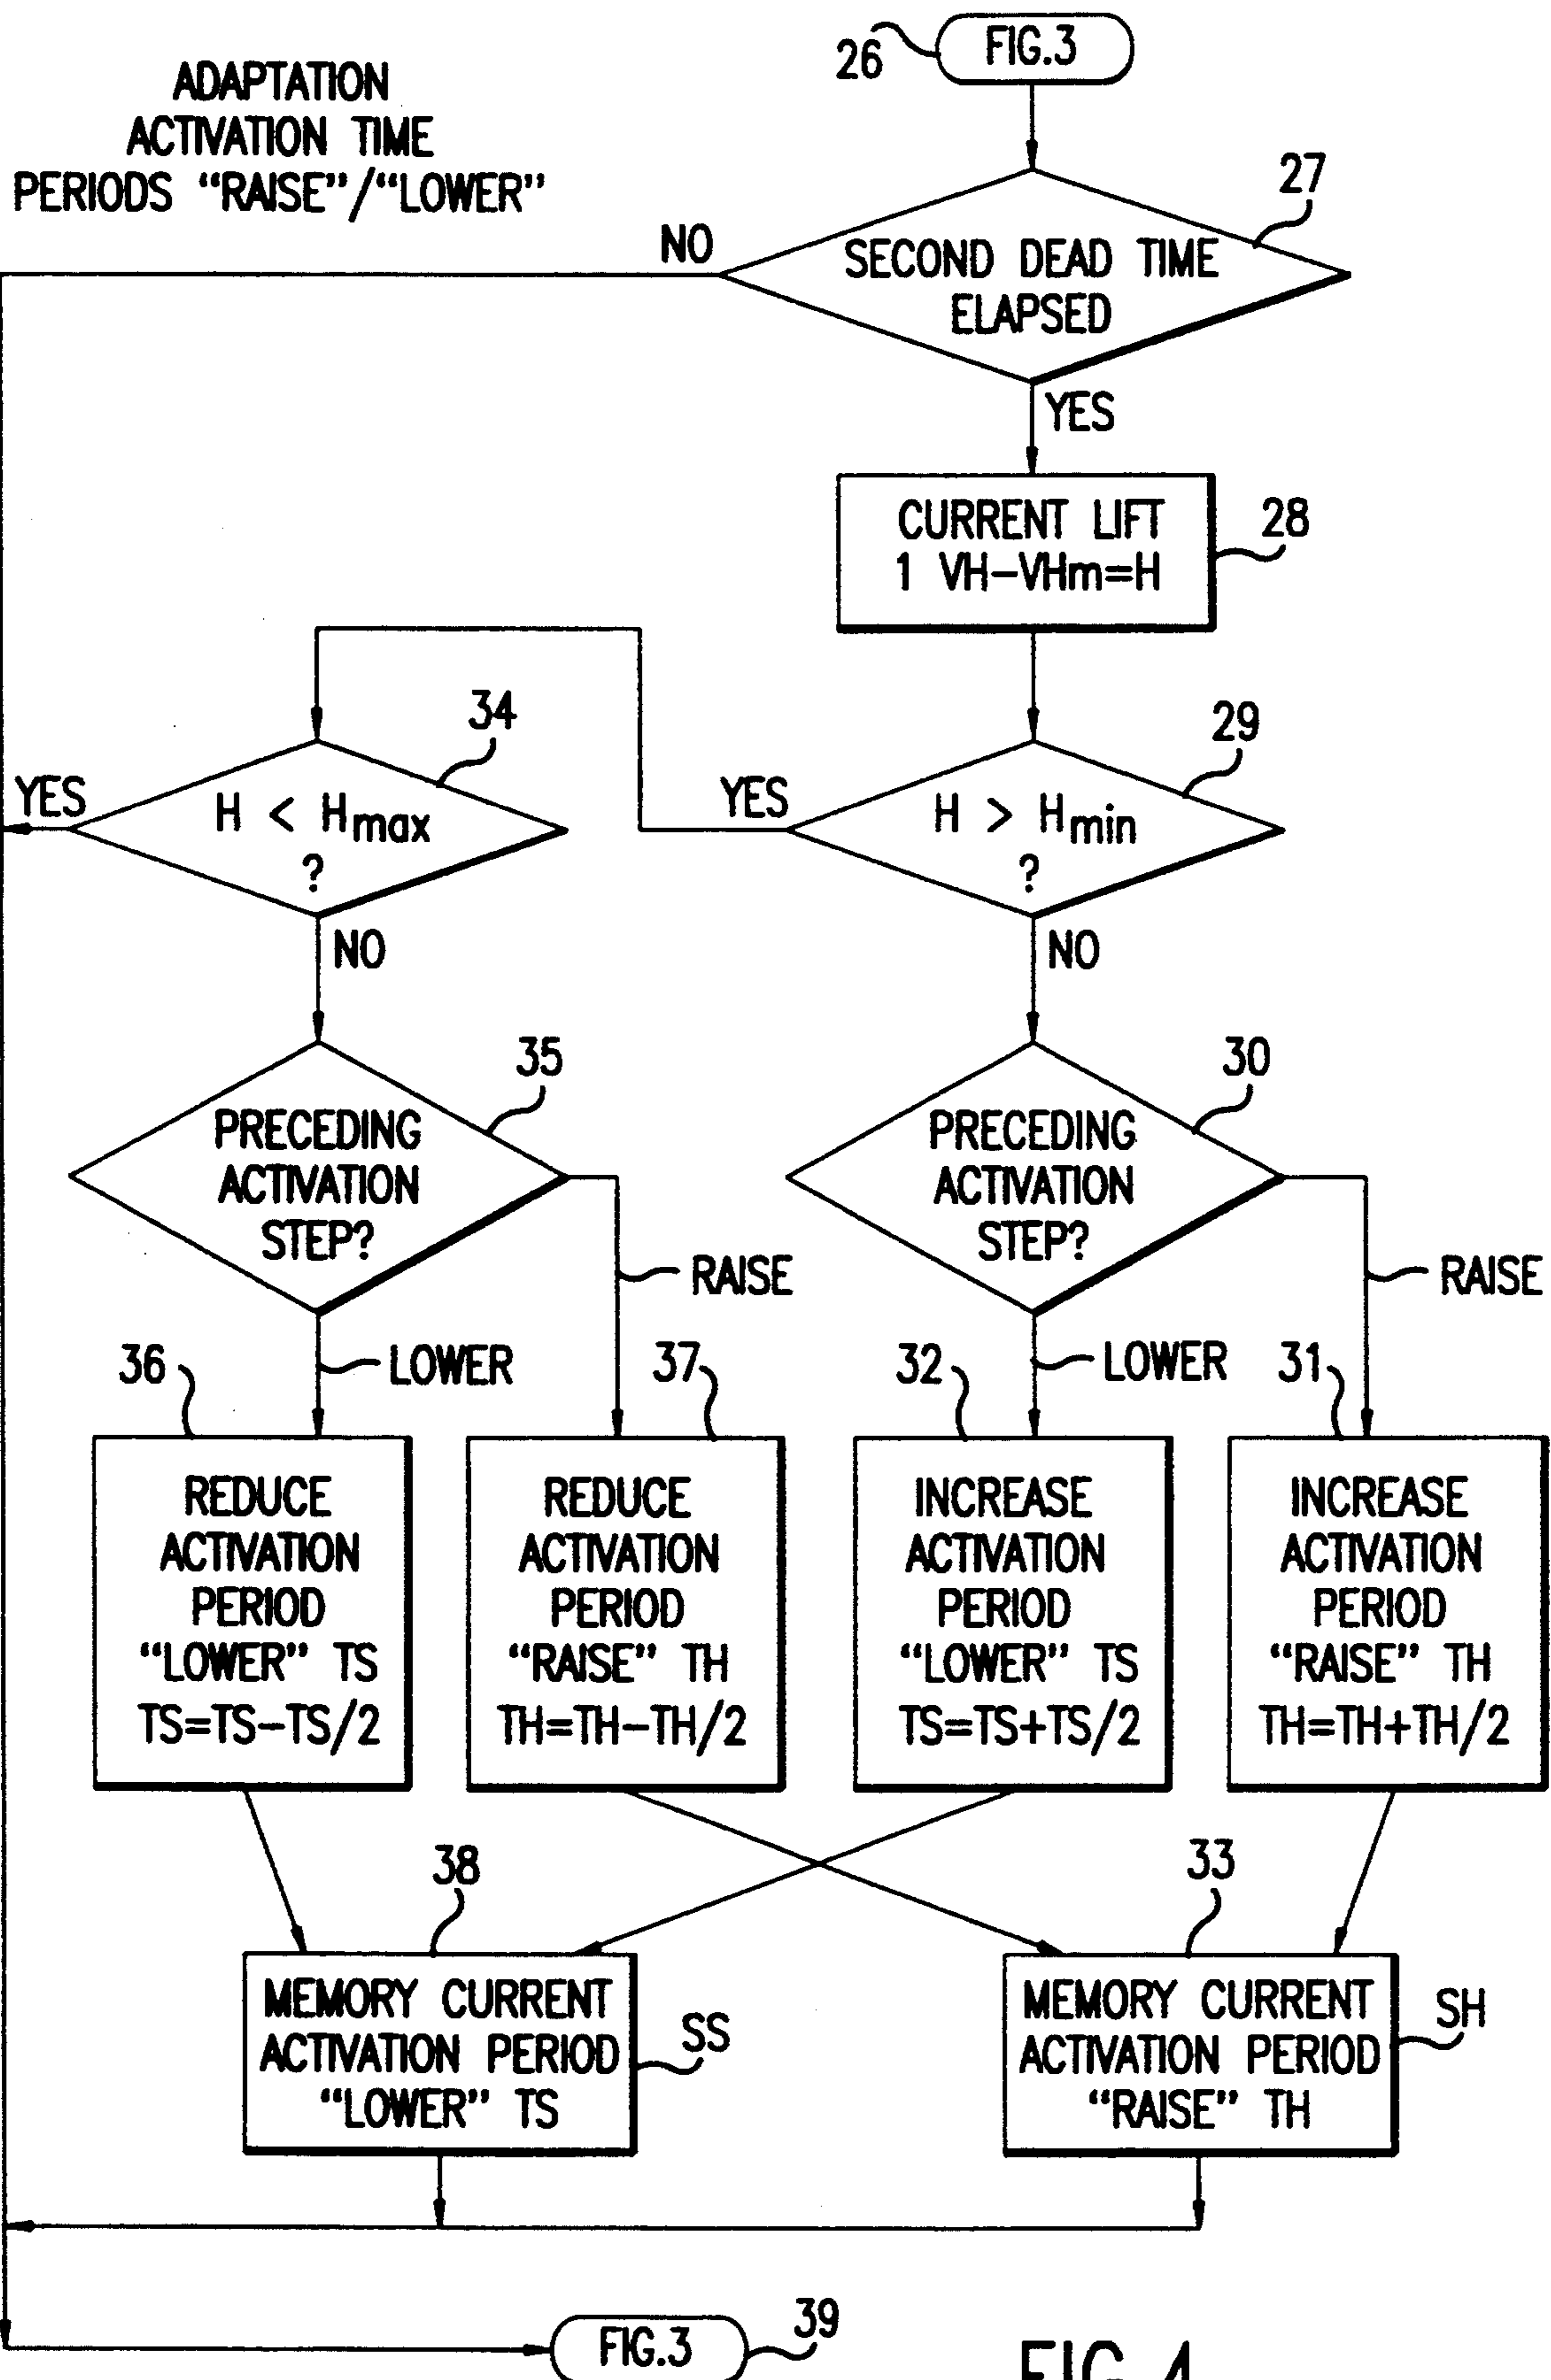 26
FIG.3
ADAPTATION
ACTIVATION TIME
PERIODS "RAISE"/"LOWER"
27
NO
SECOND DEAD TIME
ELAPSED
YES
CURRENT LIFT
1 VH-VHm=H
28
34
29
YES
H < Hmax
?
YES
H > Hmin
?
NO
NO
35
30
PRECEDING
ACTIVATION
STEP?
PRECEDING
ACTIVATION
STEP?
RAISE
RAISE
36
LOWER
37
32
LOWER
31
REDUCE
ACTIVATION
PERIOD
"LOWER" TS
TS=TS-TS/2
REDUCE
ACTIVATION
PERIOD
"RAISE" TH
TH=TH-TH/2
INCREASE
ACTIVATION
PERIOD
"LOWER" TS
TS=TS+TS/2
INCREASE
ACTIVATION
PERIOD
"RAISE" TH
TH=TH+TH/2
38
33
MEMORY CURRENT
ACTIVATION PERIOD
"LOWER" TS
SS
MEMORY CURRENT
ACTIVATION PERIOD
"RAISE" TH
SH
FIG.3
39
FIG.4